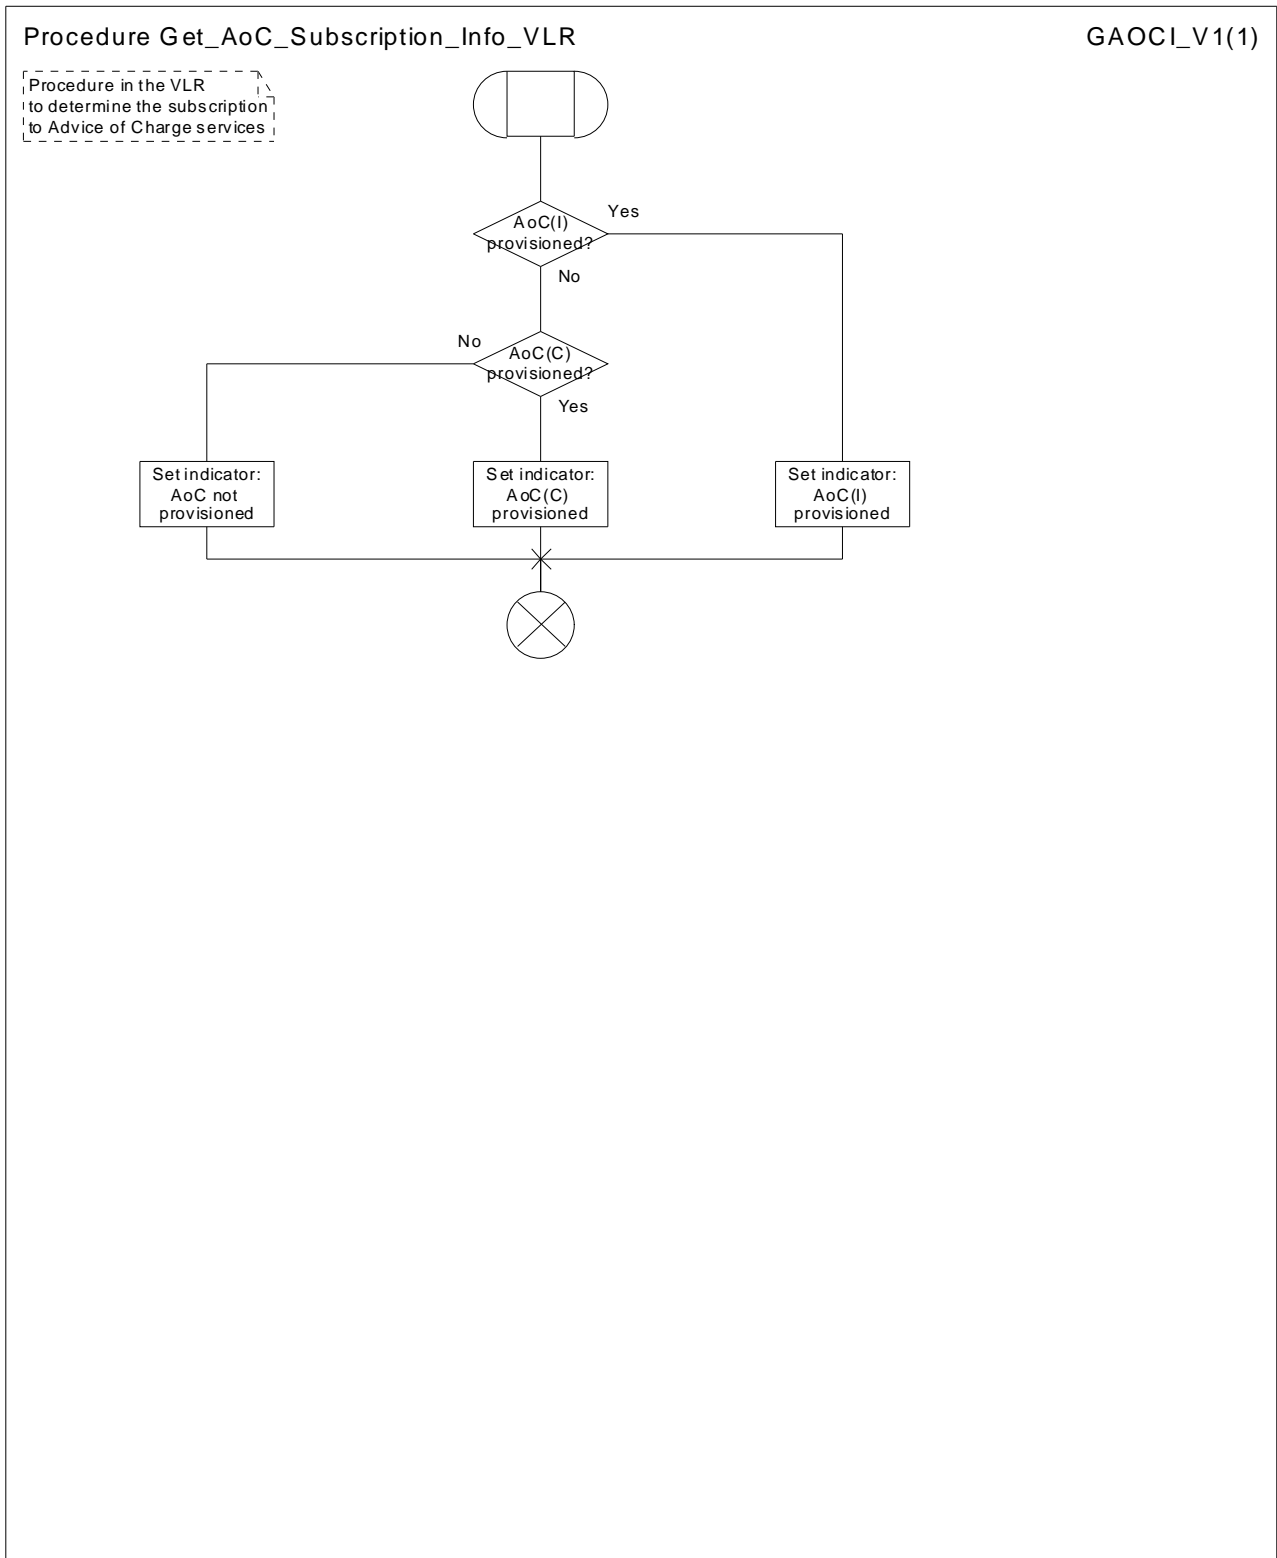 Procedure Get_AoC_Subscription_Info_VLR
GAOCI_V1(1)
Procedure in the VLR
to determine the subscription
to Advice of Charge services
AoC(I)
provisioned?
Yes
No
AoC(C)
provisioned?
No
Yes
Set indicator:
AoC not
provisioned
Set indicator:
AoC(C)
provisioned
Set indicator:
AoC(I)
provisioned